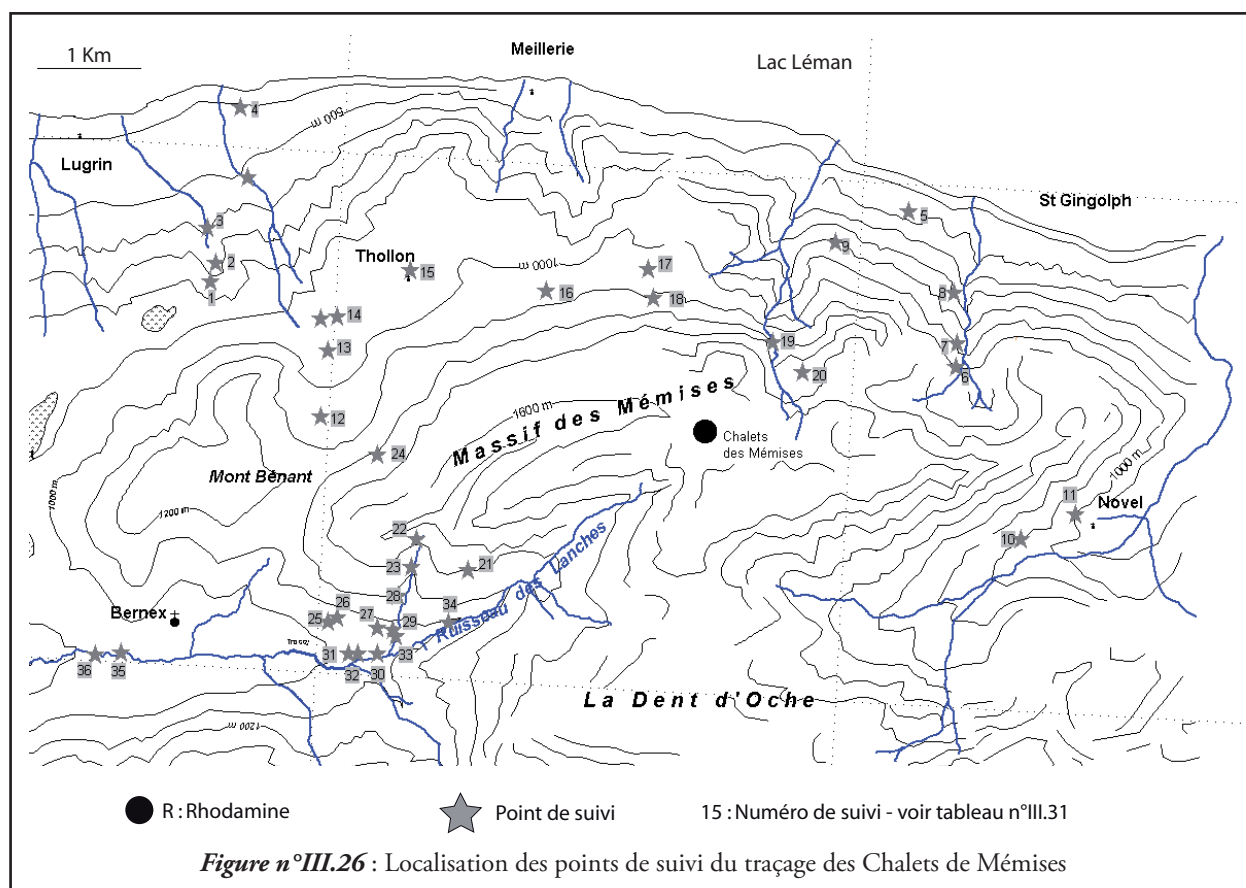 1 Km
Meillerie
Lac Léman
4
500 m
Lugrin
St Gingolph
5
3
9
Thollon
1000 m
17
2
15
16
8
1
18
14
19
7
13
20
6
Massif des Mémises
1600 m
12
Chalets
des Mémises
24
Mont Bénant
1000 m
1000 m
11
Novel
1200 m
22
10
23
21
Ruisseau des Lanches
28
34
26
Bernex
25
27
29
31
33
36
35
32
30
La Dent d'Oche
1200 m
R : Rhodamine
Point de suivi
15 : Numéro de suivi - voir tableau n°III.31
Figure n°III.26 : Localisation des points de suivi du traçage des Chalets de Mémises